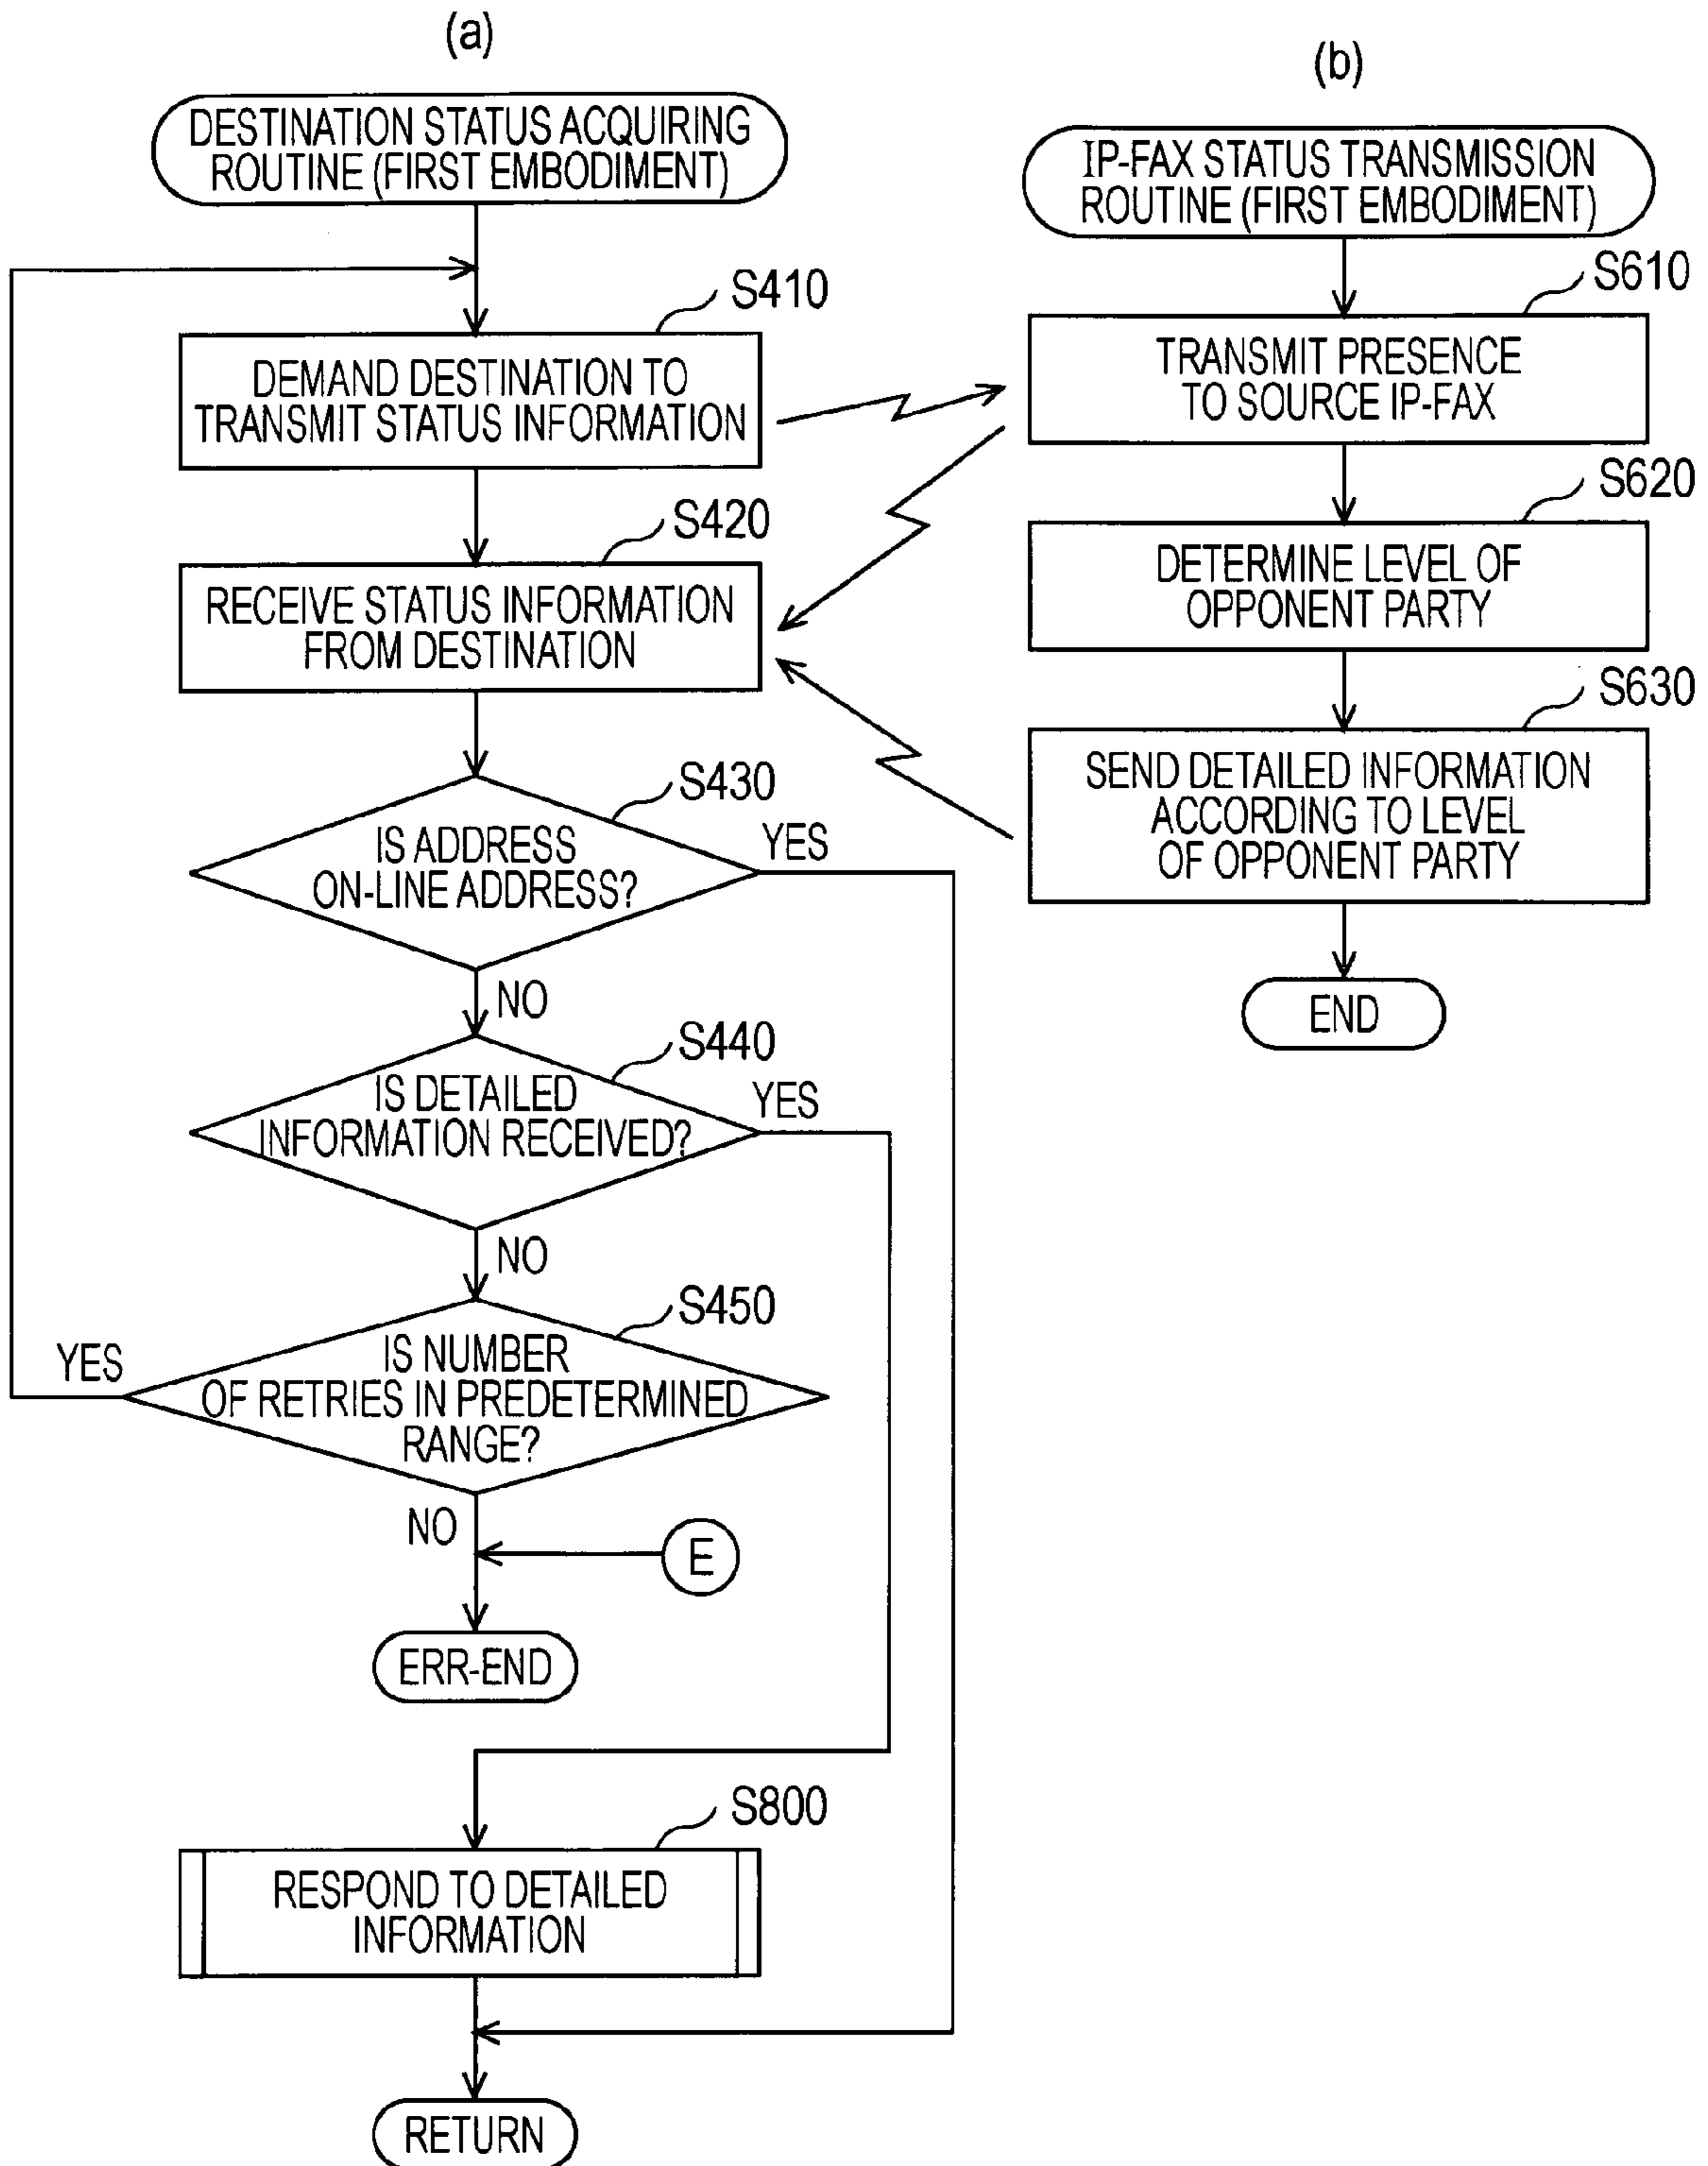 (a)
DESTINATION STATUS ACQUIRING
ROUTINE (FIRST EMBODIMENT)
S410
DEMAND DESTINATION TO
TRANSMIT STATUS INFORMATION
S420
RECEIVE STATUS INFORMATION
FROM DESTINATION
S430
IS ADDRESS
ON-LINE ADDRESS?
YES
NO
S440
IS DETAILED
INFORMATION RECEIVED?
YES
NO
S450
IS NUMBER
OF RETRIES IN PREDETERMINED
RANGE?
YES
NO
E
ERR-END
S800
RESPOND TO DETAILED
INFORMATION
RETURN
(b)
IP-FAX STATUS TRANSMISSION
ROUTINE (FIRST EMBODIMENT)
S610
TRANSMIT PRESENCE
TO SOURCE IP-FAX
S620
DETERMINE LEVEL OF
OPPONENT PARTY
S630
SEND DETAILED INFORMATION
ACCORDING TO LEVEL
OF OPPONENT PARTY
END